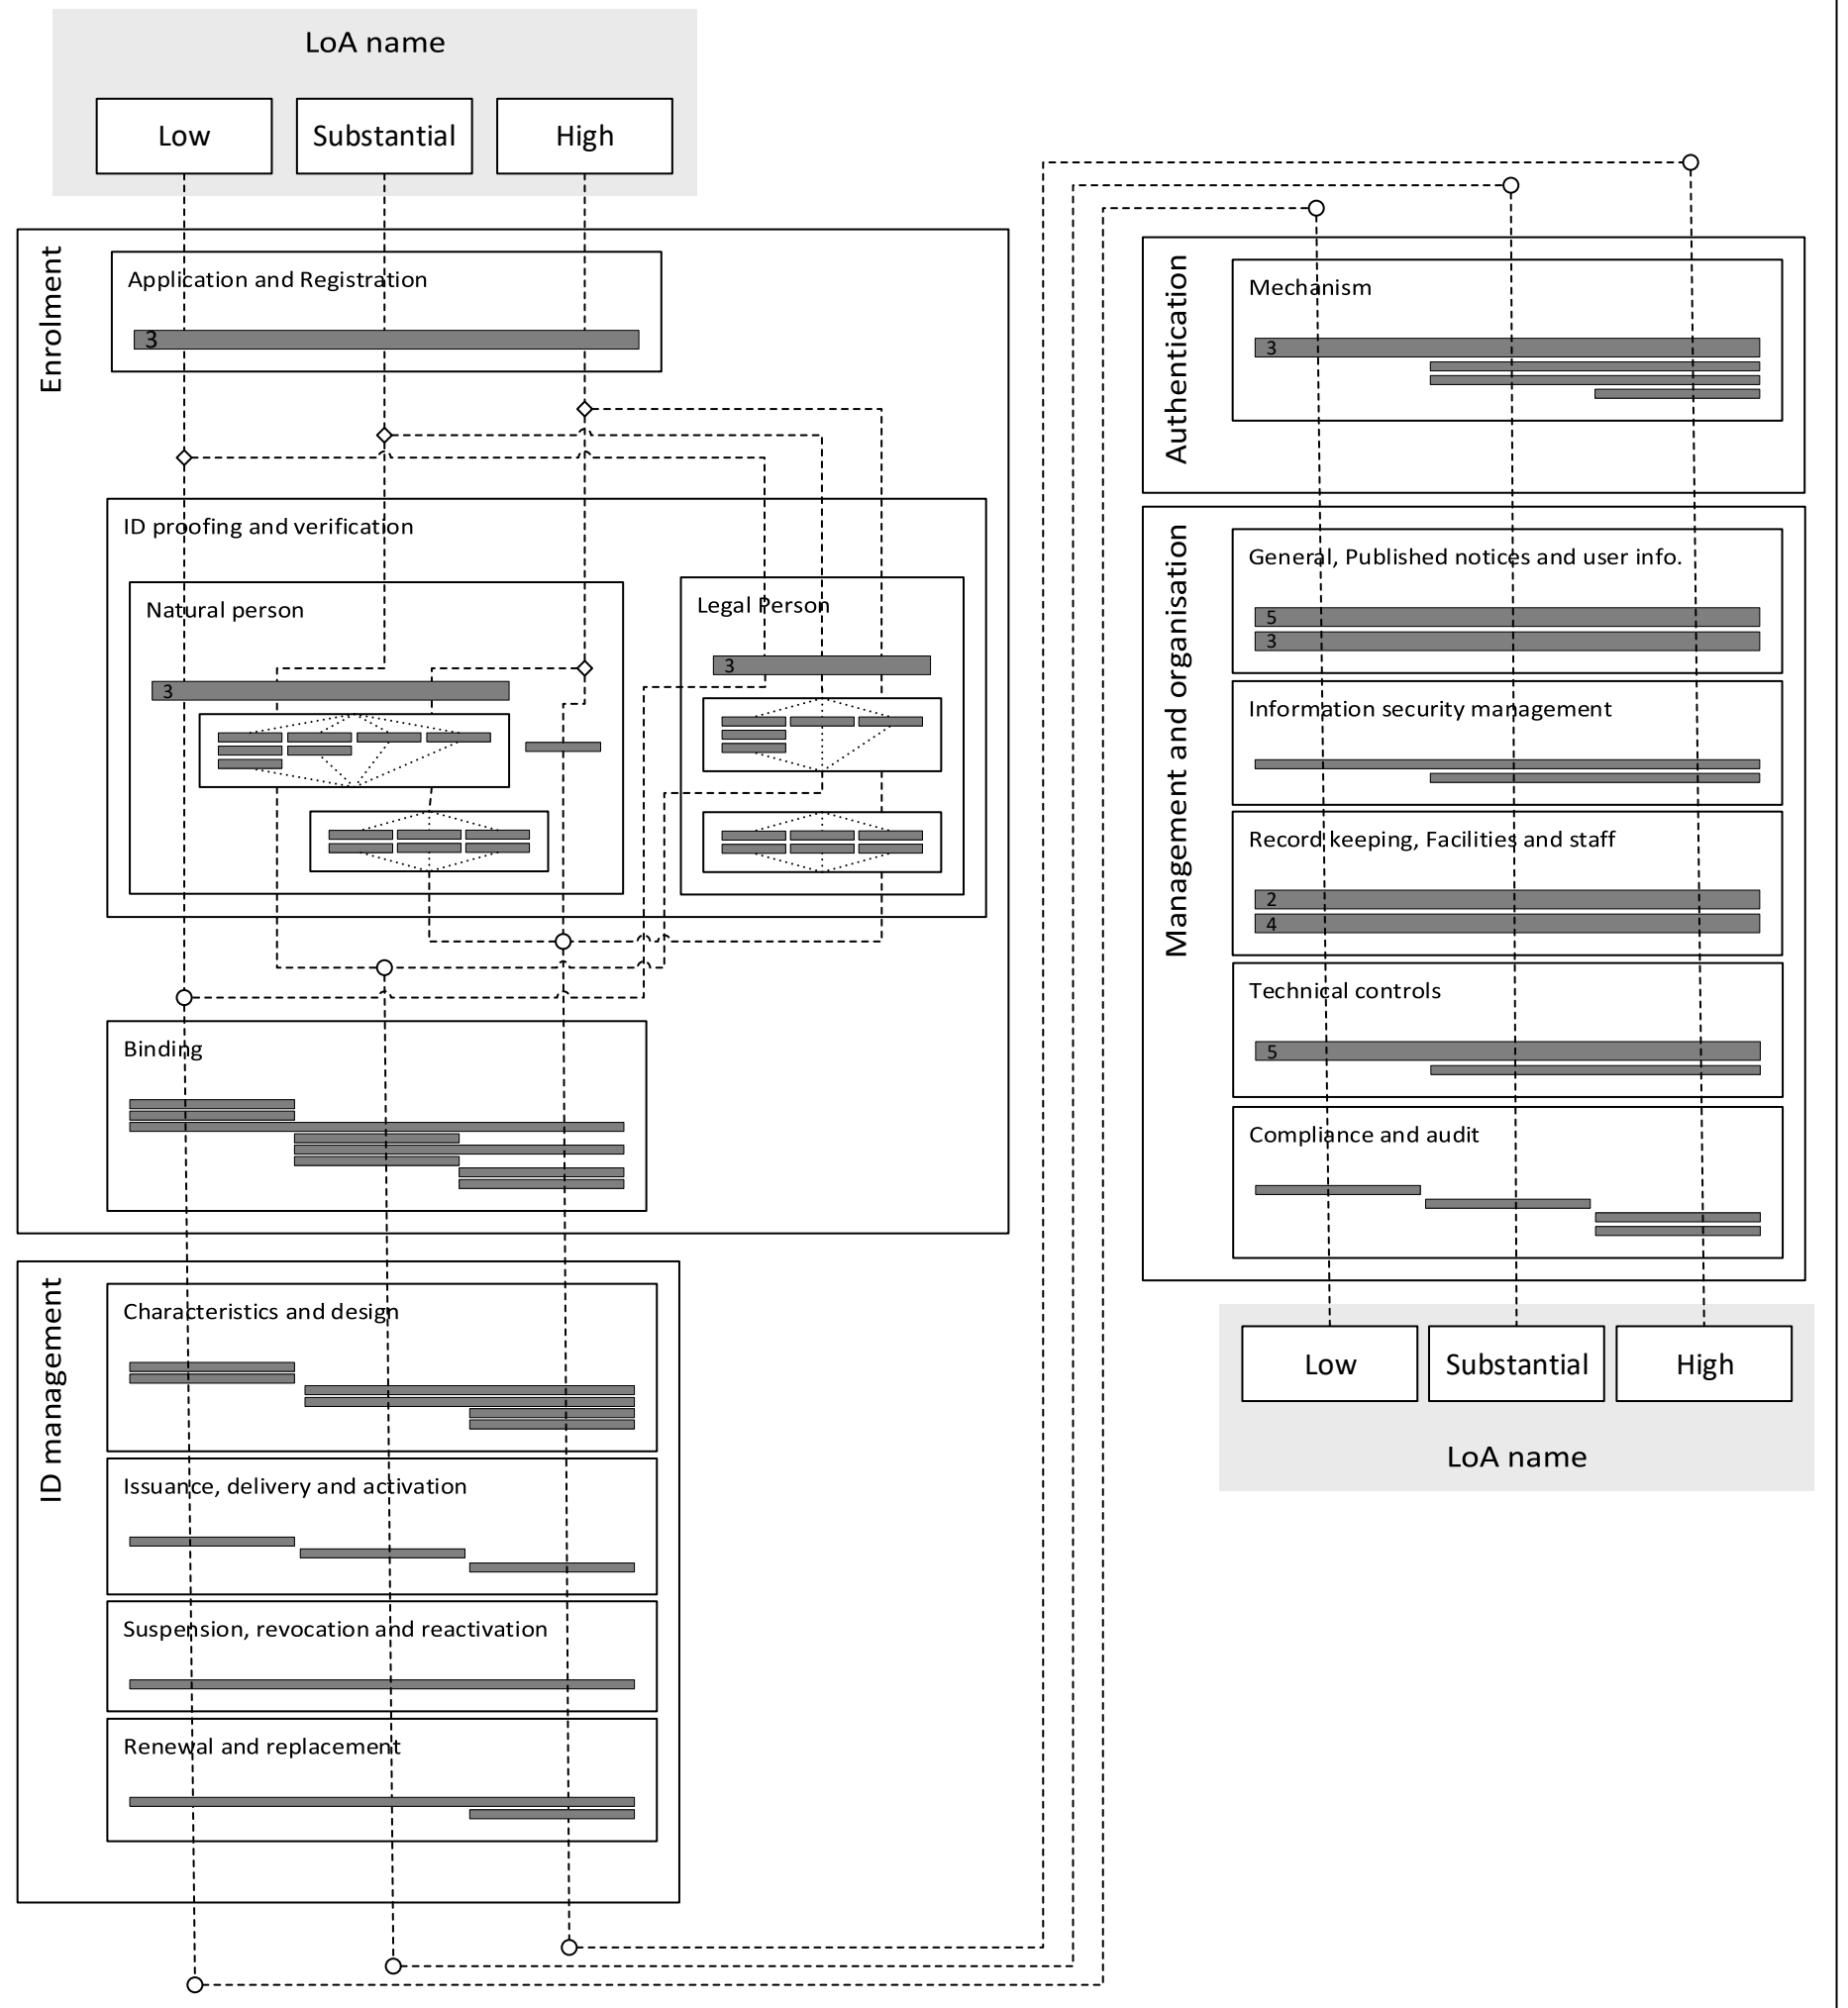 LoA name
Low
Substantial
High
Enrolment
Application and Registration
3
ID proofing and verification
Natural person
3
Legal Person
3
Binding
ID management
Characteristics and design
Issuance, delivery and activation
Suspension, revocation and reactivation
Renewal and replacement
Authentication
Mechanism
3
Management and organisation
General, Published notices and user info.
5
3
Information security management
Record keeping, Facilities and staff
2
4
Technical controls
5
Compliance and audit
Low
Substantial
High
LoA name